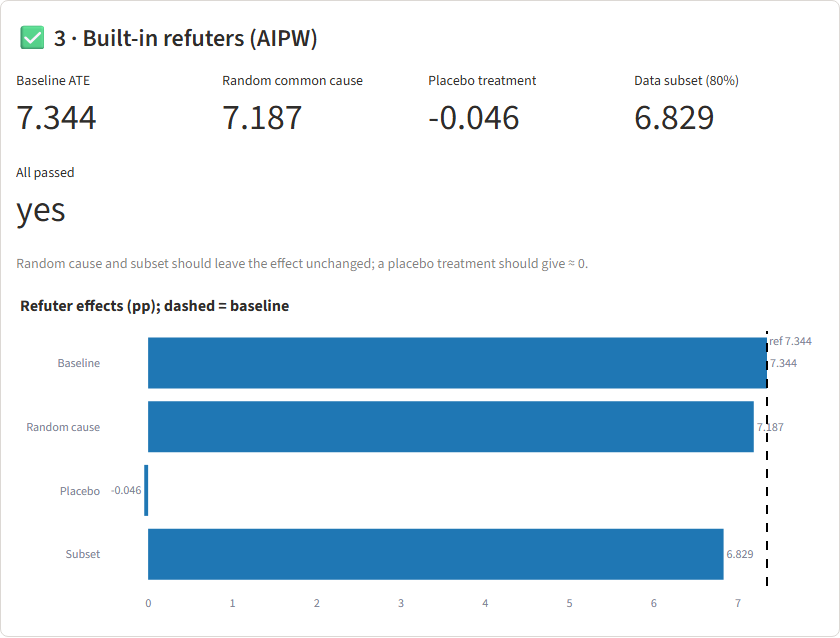 ✅ 3 · Built-in refuters (AIPW)
Baseline ATE
7.344
Random common cause
7.187
Placebo treatment
-0.046
Data subset (80%)
6.829
All passed
yes
Random cause and subset should leave the effect unchanged; a placebo treatment should give ≈ 0.
Refuter effects (pp); dashed = baseline
ref 7.344
Baseline
7.344
Random cause
7.187
Placebo
-0.046
Subset
6.829
0 1 2 3 4 5 6 7